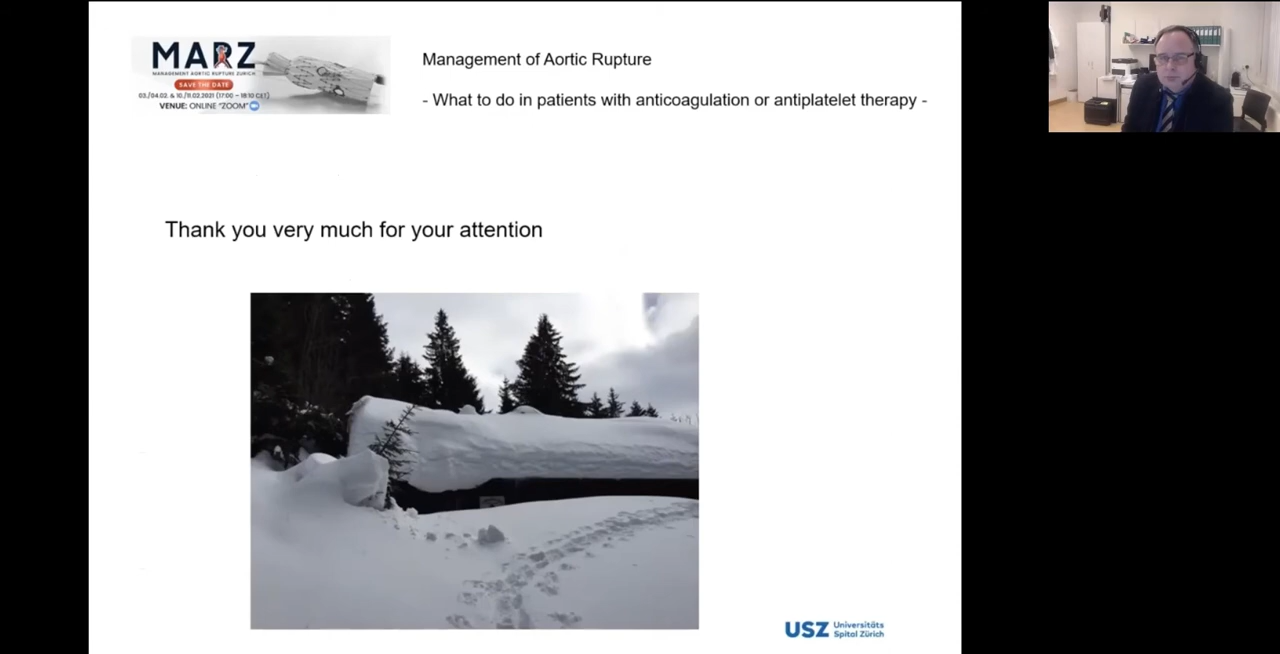 MARZ
MANAGEMENT AORTIC RUPTURE ZURICH
SAVE THE DATE
03./04.02. & 10./11.02.2021 (17:00 – 18:10 CET)
VENUE: ONLINE "ZOOM"
Management of Aortic Rupture
- What to do in patients with anticoagulation or antiplatelet therapy -
Thank you very much for your attention
USZ Universitäts
Spital Zürich